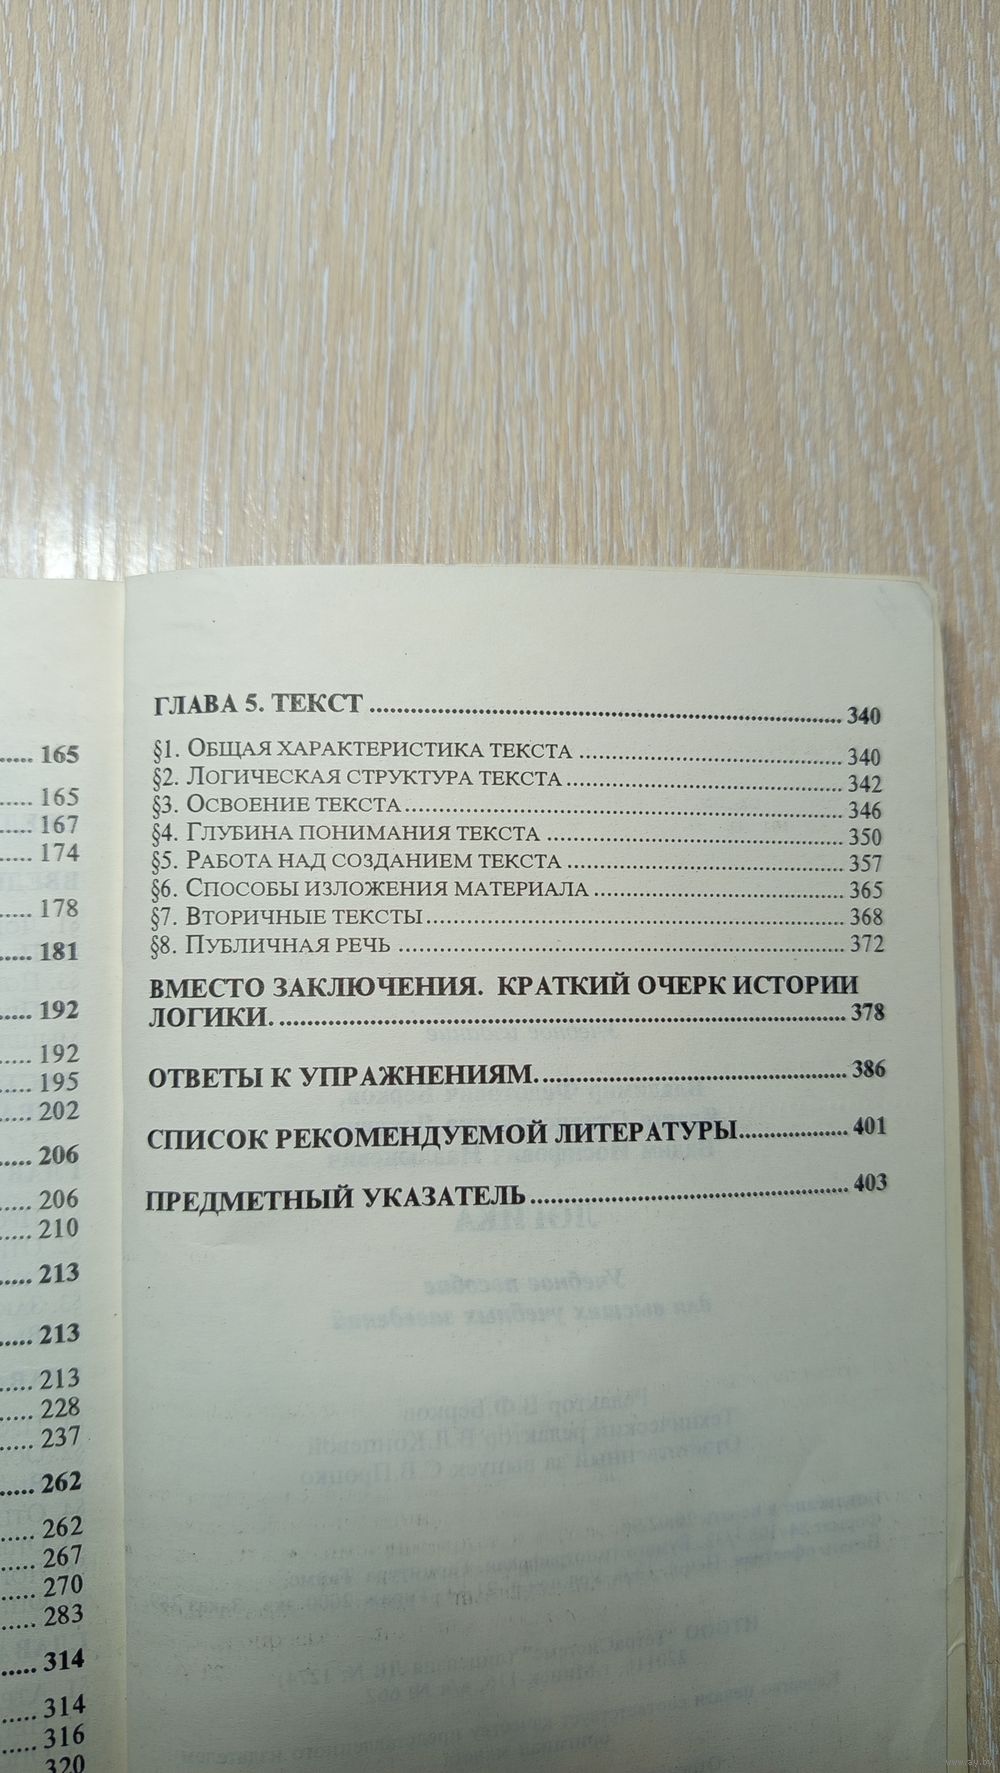 ..... 165
..... 165
..... 167
..... 174
..... 178
..... 181
..... 192
..... 192
..... 195
..... 202
..... 206
..... 206
..... 210
..... 213
..... 213
..... 213
..... 228
..... 237
..... 262
..... 262
..... 267
..... 270
..... 283
..... 314
..... 314
..... 316
320
ГЛАВА 5. ТЕКСТ ..... 340
§1. ОБЩАЯ ХАРАКТЕРИСТИКА ТЕКСТА ..... 340
§2. ЛОГИЧЕСКАЯ СТРУКТУРА ТЕКСТА ..... 342
§3. ОСВОЕНИЕ ТЕКСТА ..... 346
§4. ГЛУБИНА ПОНИМАНИЯ ТЕКСТА ..... 350
§5. РАБОТА НАД СОЗДАНИЕМ ТЕКСТА ..... 357
§6. СПОСОБЫ ИЗЛОЖЕНИЯ МАТЕРИАЛА ..... 365
§7. ВТОРИЧНЫЕ ТЕКСТЫ ..... 368
§8. ПУБЛИЧНАЯ РЕЧЬ ..... 372
ВМЕСТО ЗАКЛЮЧЕНИЯ. КРАТКИЙ ОЧЕРК ИСТОРИИ
ЛОГИКИ. ..... 378
ОТВЕТЫ К УПРАЖНЕНИЯМ. ..... 386
СПИСОК РЕКОМЕНДУЕМОЙ ЛИТЕРАТУРЫ ..... 401
ПРЕДМЕТНЫЙ УКАЗАТЕЛЬ ..... 403
www.ay.by